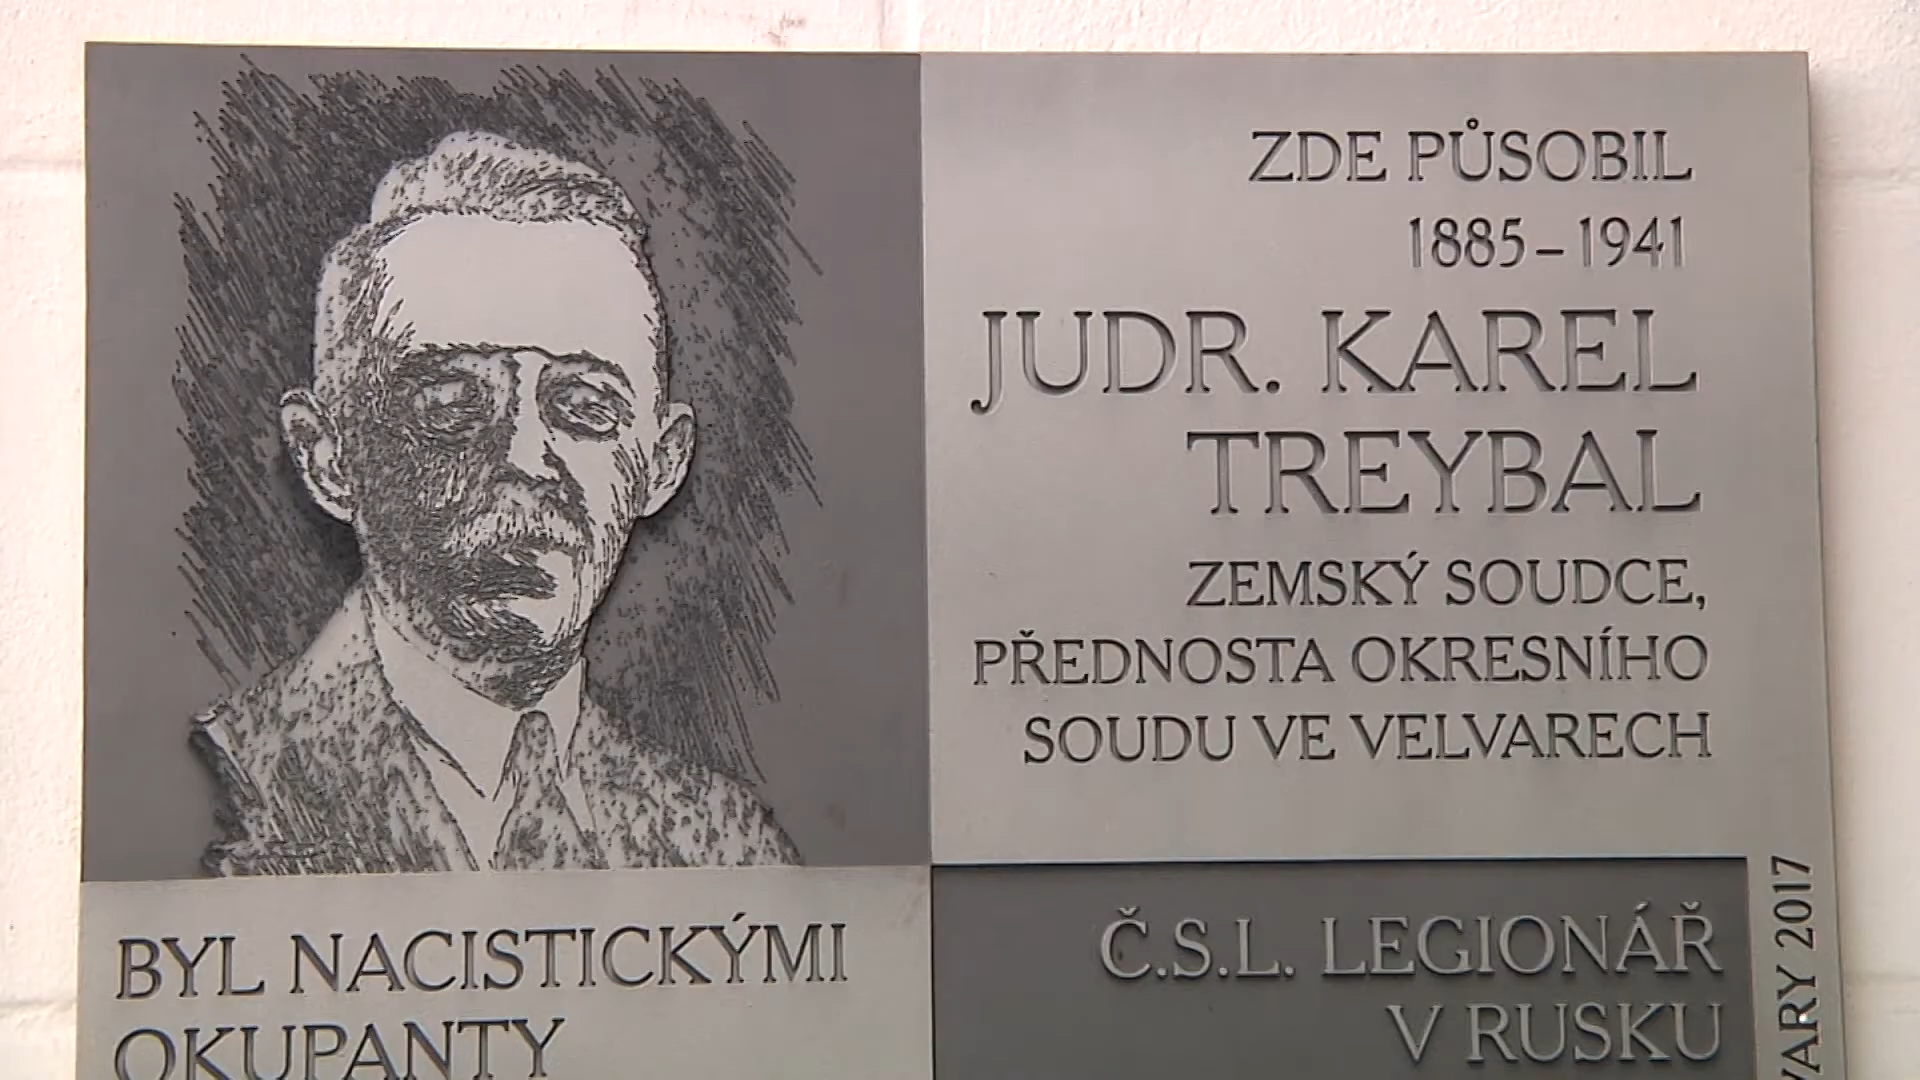 ZDE PŮSOBIL
1885–1941
JUDR. KAREL
TREYBAL
ZEMSKÝ SOUDCE,
PŘEDNOSTA OKRESNÍHO
SOUDU VE VELVARECH
BYL NACISTICKÝMI
OKUPANTY
Č.S.L. LEGIONÁŘ
V RUSKU
2017